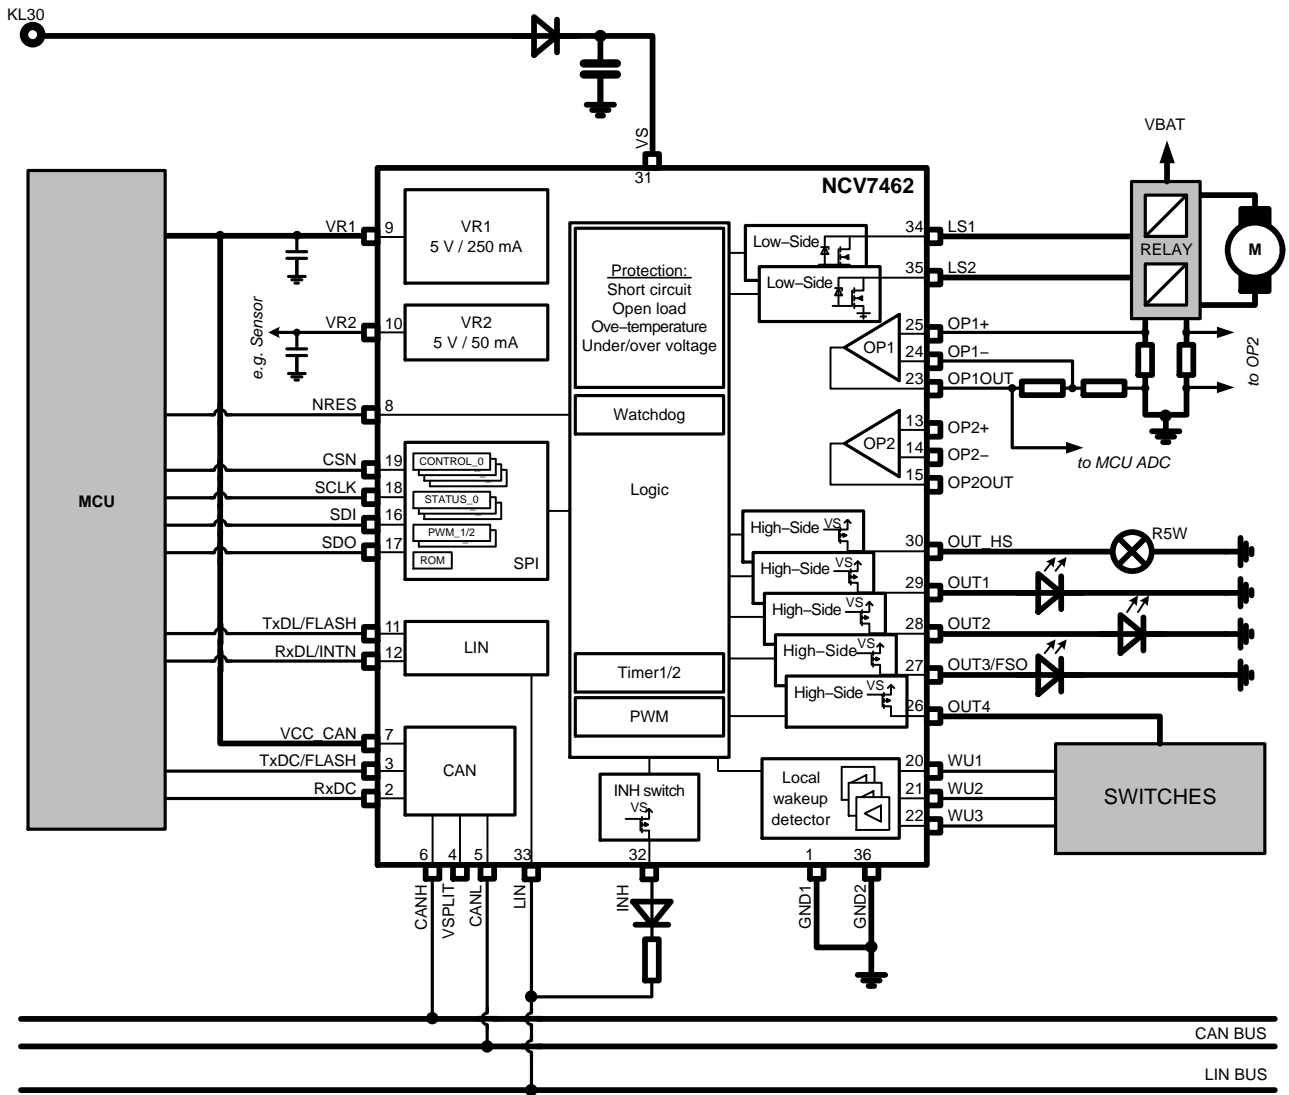 KL30
VS
31
NCV7462
VBAT
RELAY
M
MCU
VR1
9
VR1
5 V / 250 mA
VR2
10
VR2
5 V / 50 mA
e.g. Sensor
NRES
8
CSN
19
SCLK
18
SDI
16
SDO
17
CONTROL_0
STATUS_0
PWM_1/2
ROM
SPI
TxDL/FLASH
11
RxDL/INTN
12
LIN
VCC_CAN
7
TxDC/FLASH
3
RxDC
2
CAN
Protection:
Short circuit
Open load
Ove–temperature
Under/over voltage
Watchdog
Logic
Timer1/2
PWM
INH switch
VS
Low–Side
Low–Side
34
LS1
35
LS2
OP1
25
OP1+
24
OP1–
23
OP1OUT
to OP2
to MCU ADC
OP2
13
OP2+
14
OP2–
15
OP2OUT
High–Side
VS
30
OUT_HS
R5W
High–Side
VS
29
OUT1
High–Side
VS
28
OUT2
High–Side
VS
27
OUT3/FSO
High–Side
VS
26
OUT4
Local
wakeup
detector
20
WU1
21
WU2
22
WU3
SWITCHES
6
CANH
4
VSPLIT
5
CANL
33
LIN
32
INH
1
GND1
36
GND2
CAN BUS
LIN BUS